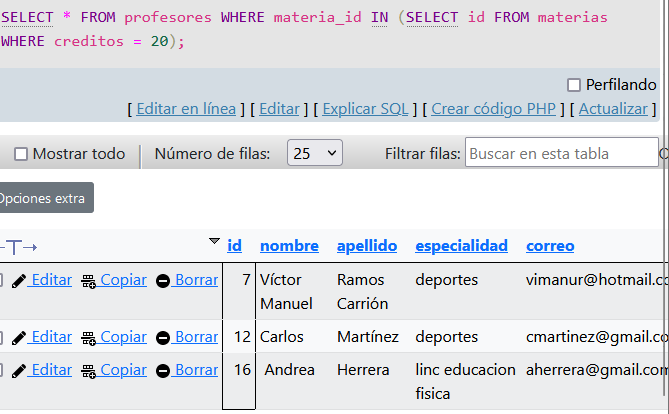 SELECT * FROM profesores WHERE materia_id IN (SELECT id FROM materias
WHERE creditos = 20);
Perfilando
[ Editar en línea ] [ Editar ] [ Explicar SQL ] [ Crear código PHP ] [ Actualizar ]
Mostrar todo Número de filas: 25 Filtrar filas: Buscar en esta tabla
Opciones extra
id nombre apellido especialidad correo
Editar Copiar Borrar 7 Víctor Ramos deportes vimanur@hotmail.co
Manuel Carrión
Editar Copiar Borrar 12 Carlos Martínez deportes cmartinez@gmail.co
Editar Copiar Borrar 16 Andrea Herrera linc educacion aherrera@gmail.com
fisica